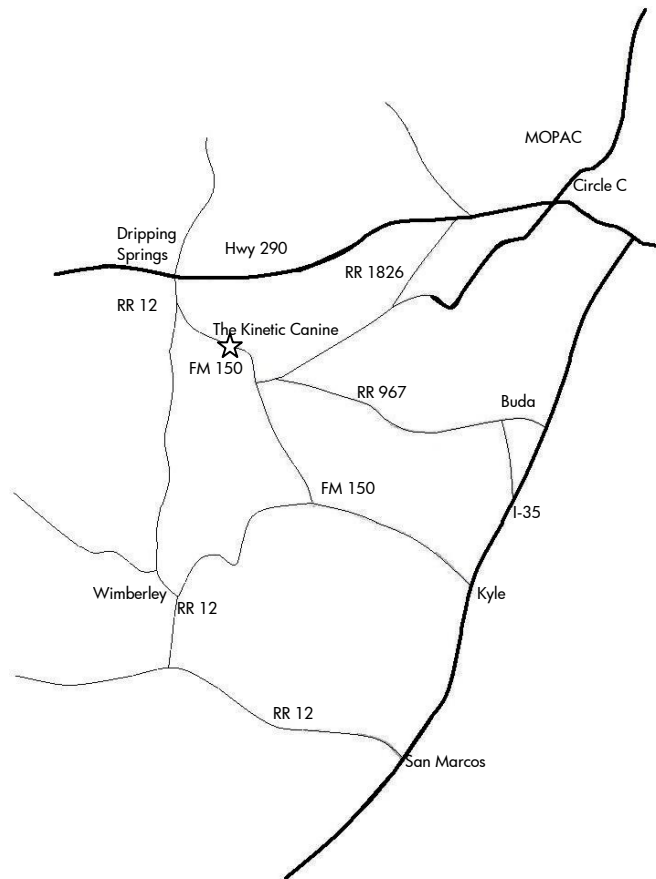 MOPAC
Circle C
Dripping
Springs
Hwy 290
RR 1826
RR 12
The Kinetic Canine
FM 150
RR 967
Buda
FM 150
I-35
Wimberley
RR 12
Kyle
RR 12
San Marcos